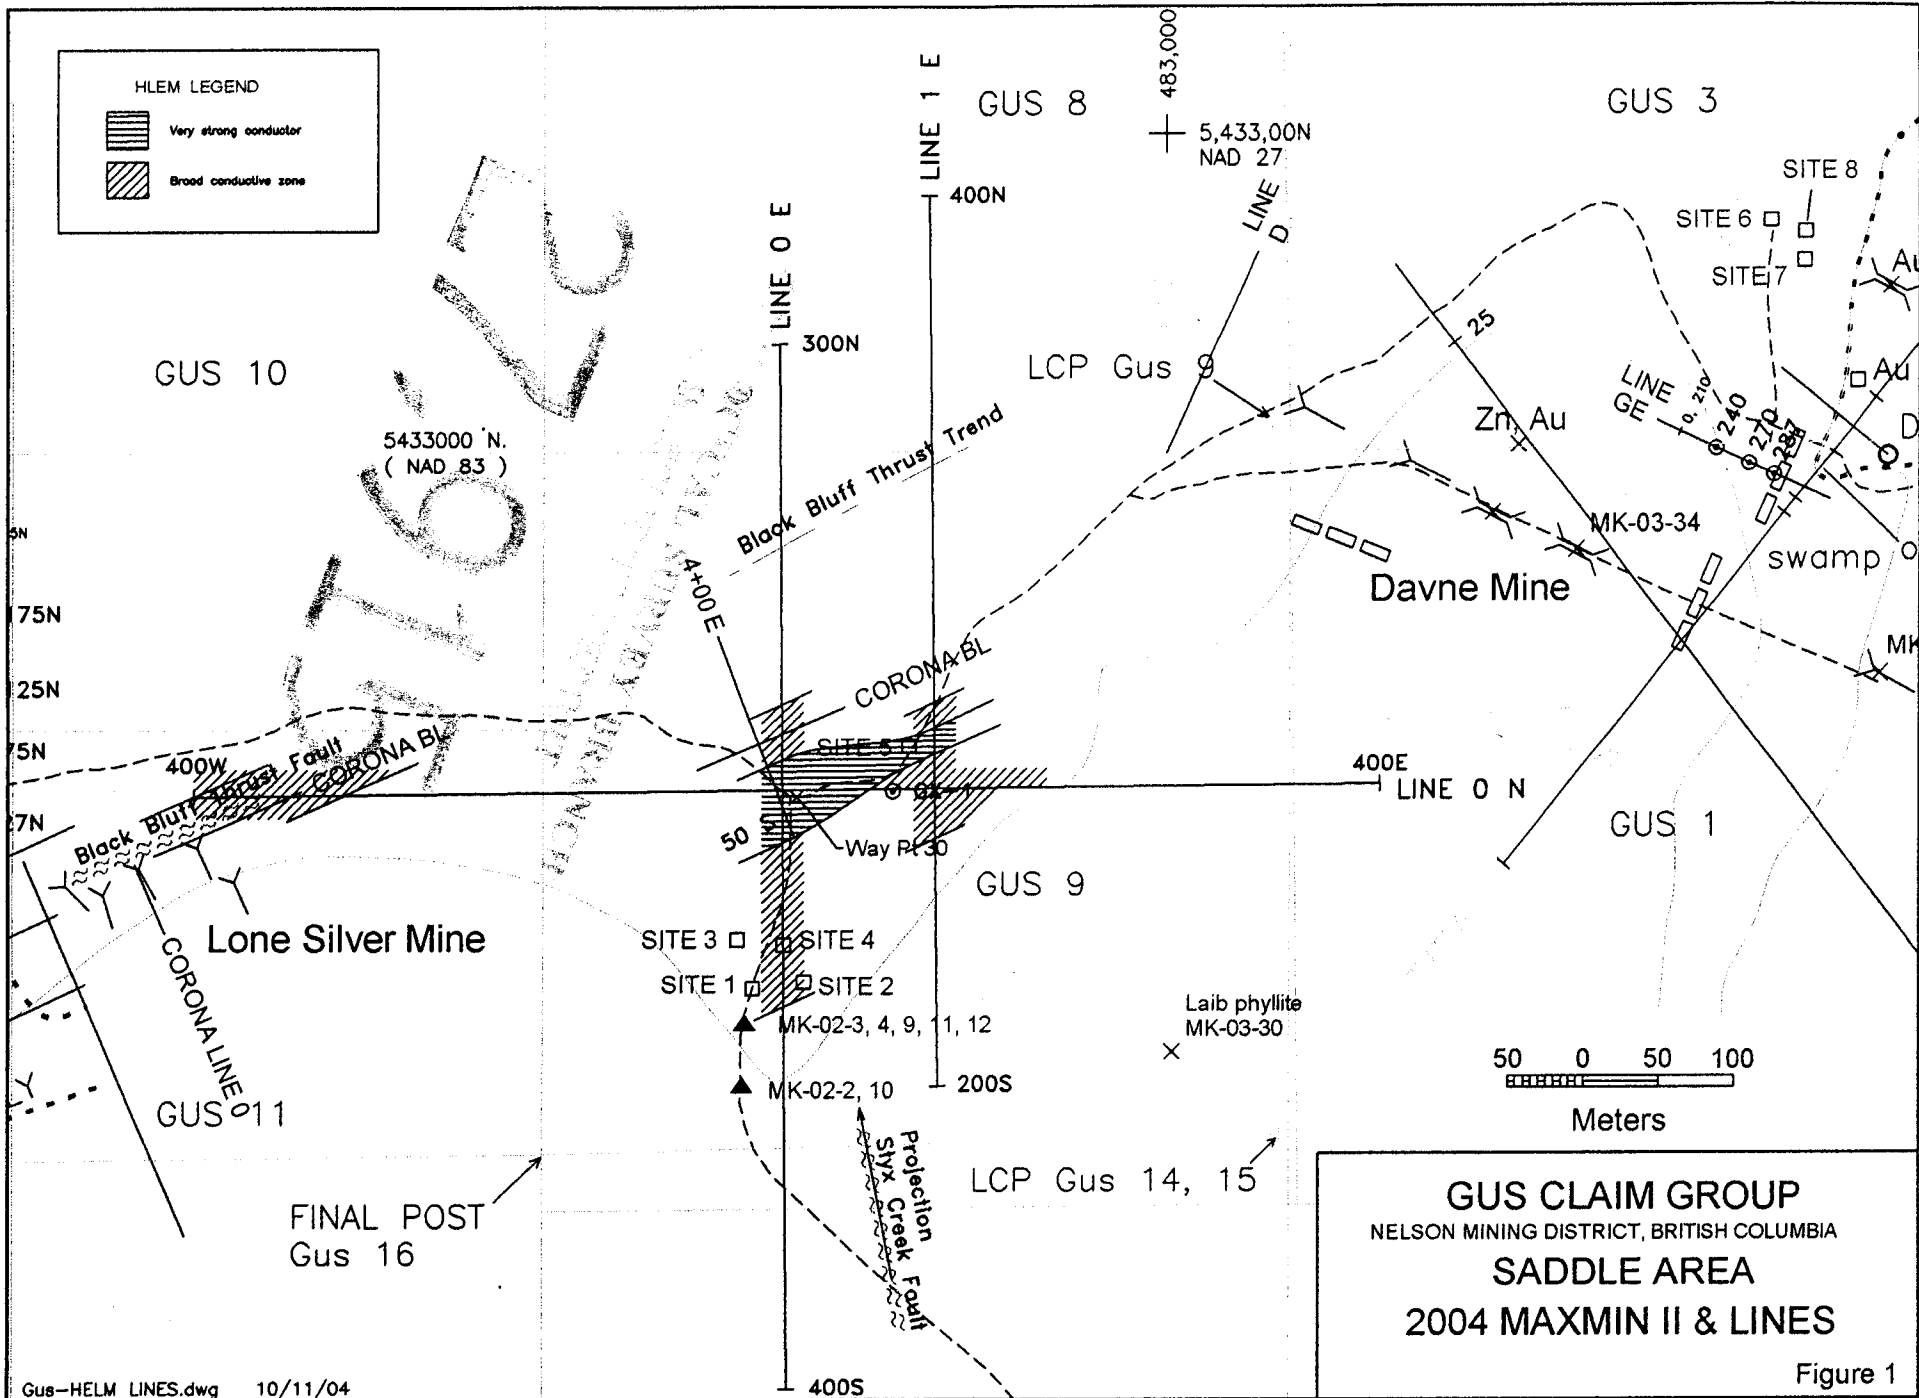 HLEM LEGEND
Very strong conductor
Broad conductive zone
LINE 0 E
LINE 1 E
GUS 8
483,000
5,433,00N
NAD 27
GUS 3
SITE 8
SITE 6
SITE 7
400N
LINE
D
300N
25
GUS 10
LCP Gus 9
Zn, Au
LINE
GE
0, 210
240
270
287
Au
Au
D
5433000 N.
( NAD 83 )
Black Bluff Thrust Trend
5N
4+00 E
MK-03-34
swamp
Davne Mine
75N
25N
75N
27N
MK
CORONA BL
CORONA BL
SITE 5
400W
Black Bluff Thrust Fault
400E
LINE 0 N
50
Way Pt 30
GUS 1
GUS 9
Lone Silver Mine
SITE 3
SITE 4
SITE 1
SITE 2
CORONA LINE 0
MK-02-3, 4, 9, 11, 12
MK-02-2, 10
200S
Laib phyllite
MK-03-30
50 0 50 100
Meters
GUS 11
Projection
Styx Creek Fault
LCP Gus 14, 15
FINAL POST
Gus 16
GUS CLAIM GROUP
NELSON MINING DISTRICT, BRITISH COLUMBIA
SADDLE AREA
2004 MAXMIN II & LINES
Figure 1
400S
Gus-HELM LINES.dwg 10/11/04